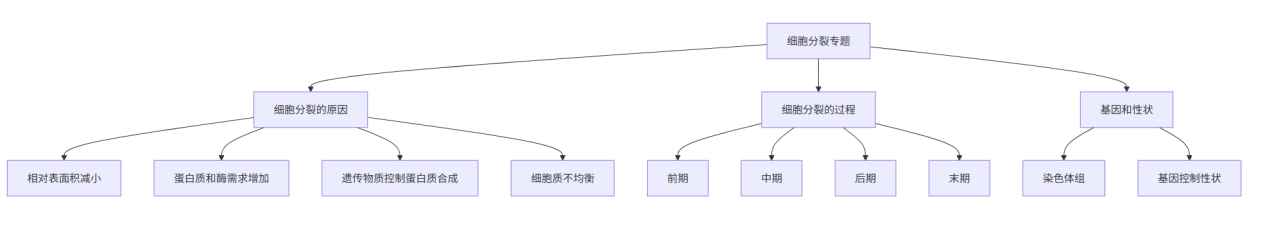 细胞分裂专题
细胞分裂的原因
细胞分裂的过程
基因和性状
相对表面积减小
蛋白质和酶需求增加
遗传物质控制蛋白质合成
细胞质不均衡
前期
中期
后期
末期
染色体组
基因控制性状